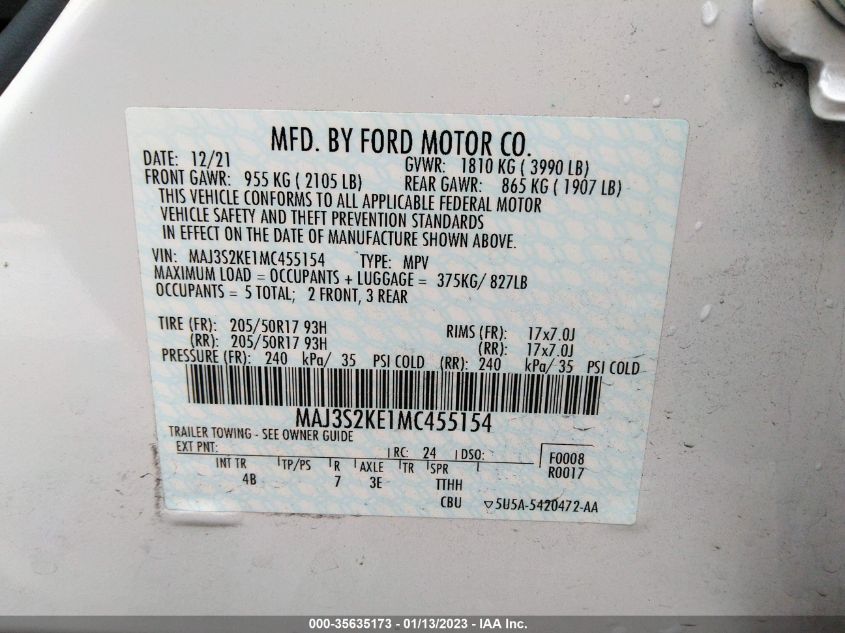 MFD. BY FORD MOTOR CO.
DATE: 12/21 GVWR: 1810 KG ( 3990 LB)
FRONT GAWR: 955 KG ( 2105 LB) REAR GAWR: 865 KG ( 1907 LB)
THIS VEHICLE CONFORMS TO ALL APPLICABLE FEDERAL MOTOR
VEHICLE SAFETY AND THEFT PREVENTION STANDARDS
IN EFFECT ON THE DATE OF MANUFACTURE SHOWN ABOVE.
VIN: MAJ3S2KE1MC455154 TYPE: MPV
MAXIMUM LOAD = OCCUPANTS + LUGGAGE = 375KG/ 827LB
OCCUPANTS = 5 TOTAL; 2 FRONT, 3 REAR
TIRE (FR): 205/50R17 93H RIMS (FR): 17x7.0J
(RR): 205/50R17 93H (RR): 17x7.0J
PRESSURE (FR): 240 kPa/ 35 PSI COLD (RR): 240 kPa/ 35 PSI COLD
MAJ3S2KE1MC455154
TRAILER TOWING - SEE OWNER GUIDE
EXT PNT: RC: 24 DSO: F0008
R0017
INT TR TP/PS R AXLE TR SPR
4B 7 3E TTHH
CBU ▽5U5A-5420472-AA
000-35635173 - 01/13/2023 - IAA Inc.